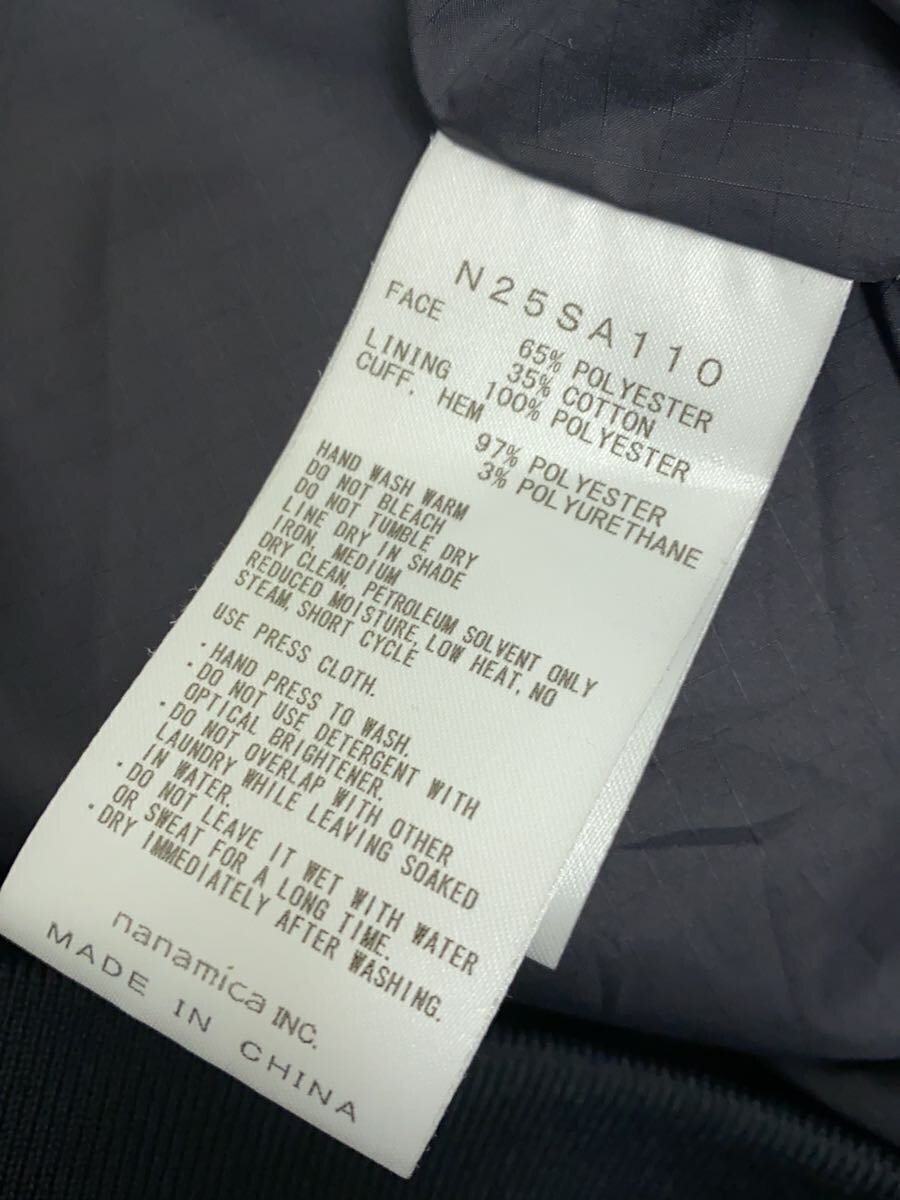 N25SA110
FACE 65% POLYESTER
35% COTTON
LINING 100% POLYESTER
CUFF, HEM
97% POLYESTER
3% POLYURETHANE
HAND WASH WARM
DO NOT BLEACH
DO NOT TUMBLE DRY
LINE DRY IN SHADE
IRON, MEDIUM
DRY CLEAN, PETROLEUM SOLVENT ONLY
REDUCED MOISTURE, LOW HEAT, NO
STEAM, SHORT CYCLE
USE PRESS CLOTH.
・HAND PRESS TO WASH.
・DO NOT USE DETERGENT WITH
OPTICAL BRIGHTENER.
・DO NOT OVERLAP WITH OTHER
LAUNDRY WHILE LEAVING SOAKED
IN WATER.
・DO NOT LEAVE IT WET WITH WATER
OR SWEAT FOR A LONG TIME.
・DRY IMMEDIATELY AFTER WASHING.
nanamica INC.
MADE IN CHINA